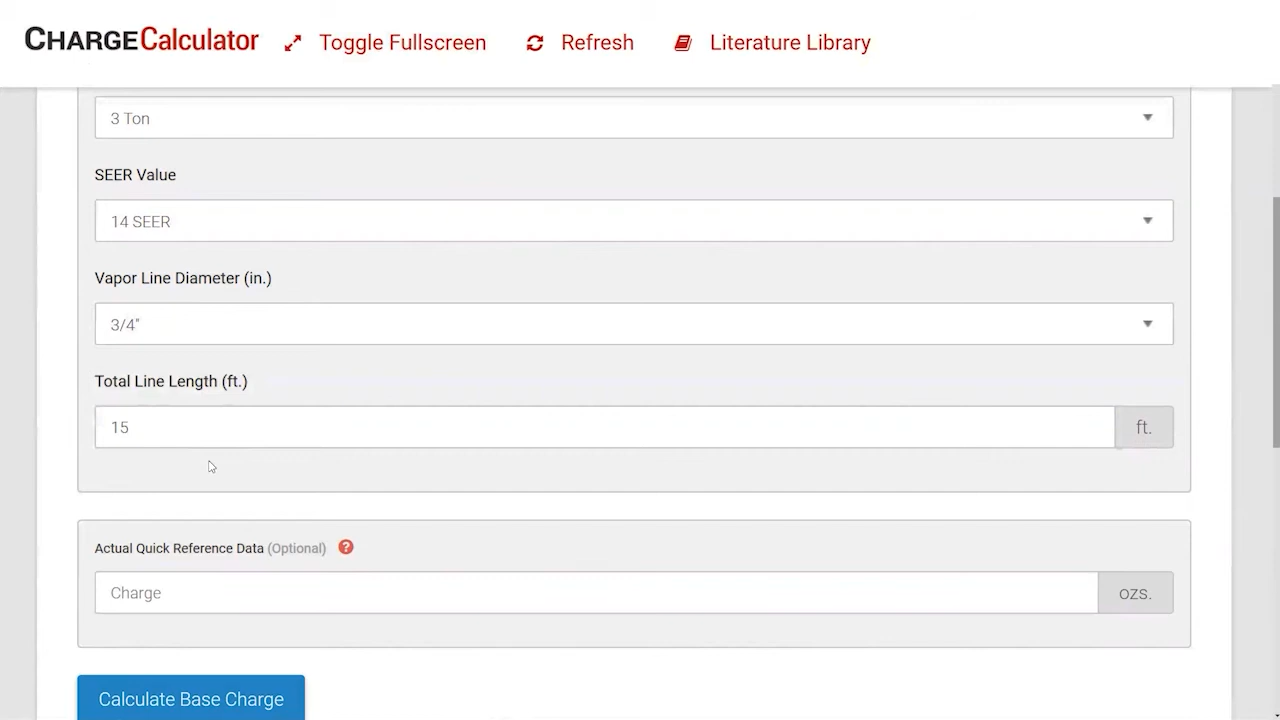 CHARGECalculator Toggle Fullscreen Refresh Literature Library
3 Ton
SEER Value
14 SEER
Vapor Line Diameter (in.)
3/4"
Total Line Length (ft.)
15 ft.
Actual Quick Reference Data (Optional) ?
Charge ozs.
Calculate Base Charge